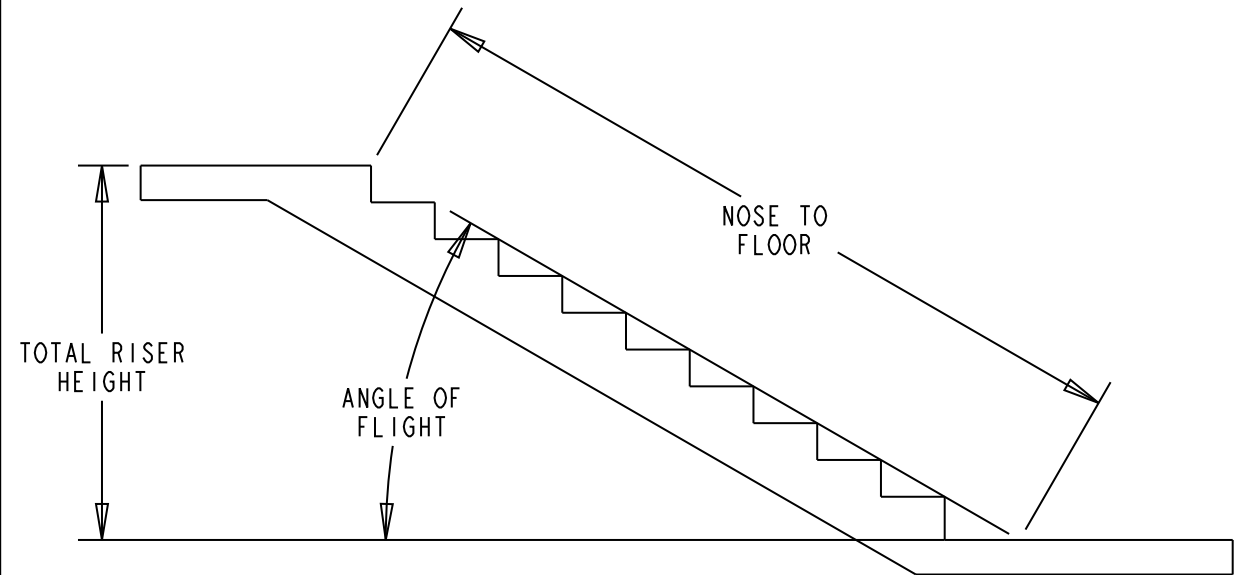 NOSE TO
FLOOR
TOTAL RISER
HEIGHT
ANGLE OF
FLIGHT